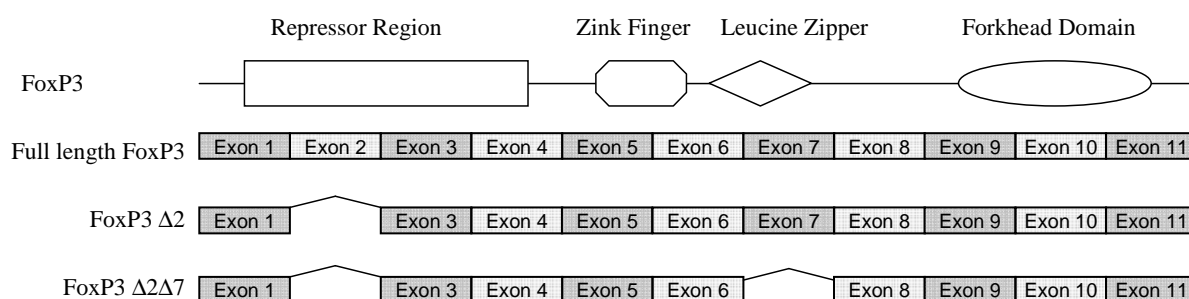 Repressor Region Zink Finger Leucine Zipper Forkhead Domain
FoxP3
Full length FoxP3 Exon 1 Exon 2 Exon 3 Exon 4 Exon 5 Exon 6 Exon 7 Exon 8 Exon 9 Exon 10 Exon 11
FoxP3 Δ2 Exon 1 Exon 3 Exon 4 Exon 5 Exon 6 Exon 7 Exon 8 Exon 9 Exon 10 Exon 11
FoxP3 Δ2Δ7 Exon 1 Exon 3 Exon 4 Exon 5 Exon 6 Exon 8 Exon 9 Exon 10 Exon 11